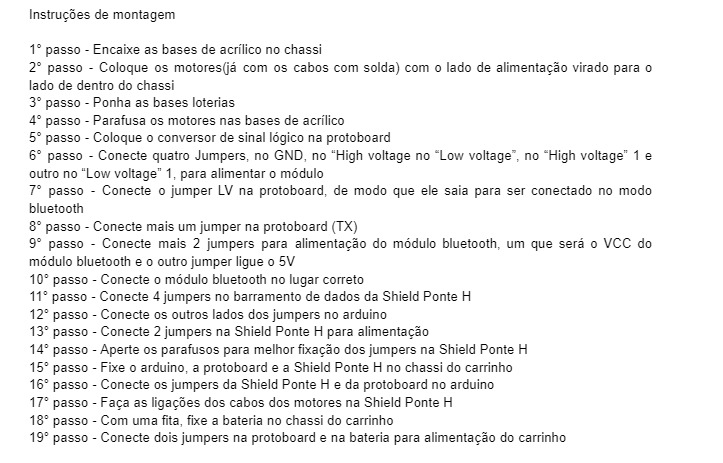 Instruções de montagem
1° passo - Encaixe as bases de acrílico no chassi
2° passo - Coloque os motores(já com os cabos com solda) com o lado de alimentação virado para o
lado de dentro do chassi
3° passo - Ponha as bases loterias
4° passo - Parafusa os motores nas bases de acrílico
5° passo - Coloque o conversor de sinal lógico na protoboard
6° passo - Conecte quatro Jumpers, no GND, no “High voltage no “Low voltage”, no “High voltage” 1 e
outro no “Low voltage” 1, para alimentar o módulo
7° passo - Conecte o jumper LV na protoboard, de modo que ele saia para ser conectado no modo
bluetooth
8° passo - Conecte mais um jumper na protoboard (TX)
9° passo - Conecte mais 2 jumpers para alimentação do módulo bluetooth, um que será o VCC do
módulo bluetooth e o outro jumper ligue o 5V
10° passo - Conecte o módulo bluetooth no lugar correto
11° passo - Conecte 4 jumpers no barramento de dados da Shield Ponte H
12° passo - Conecte os outros lados dos jumpers no arduino
13° passo - Conecte 2 jumpers na Shield Ponte H para alimentação
14° passo - Aperte os parafusos para melhor fixação dos jumpers na Shield Ponte H
15° passo - Fixe o arduino, a protoboard e a Shield Ponte H no chassi do carrinho
16° passo - Conecte os jumpers da Shield Ponte H e da protoboard no arduino
17° passo - Faça as ligações dos cabos dos motores na Shield Ponte H
18° passo - Com uma fita, fixe a bateria no chassi do carrinho
19° passo - Conecte dois jumpers na protoboard e na bateria para alimentação do carrinho